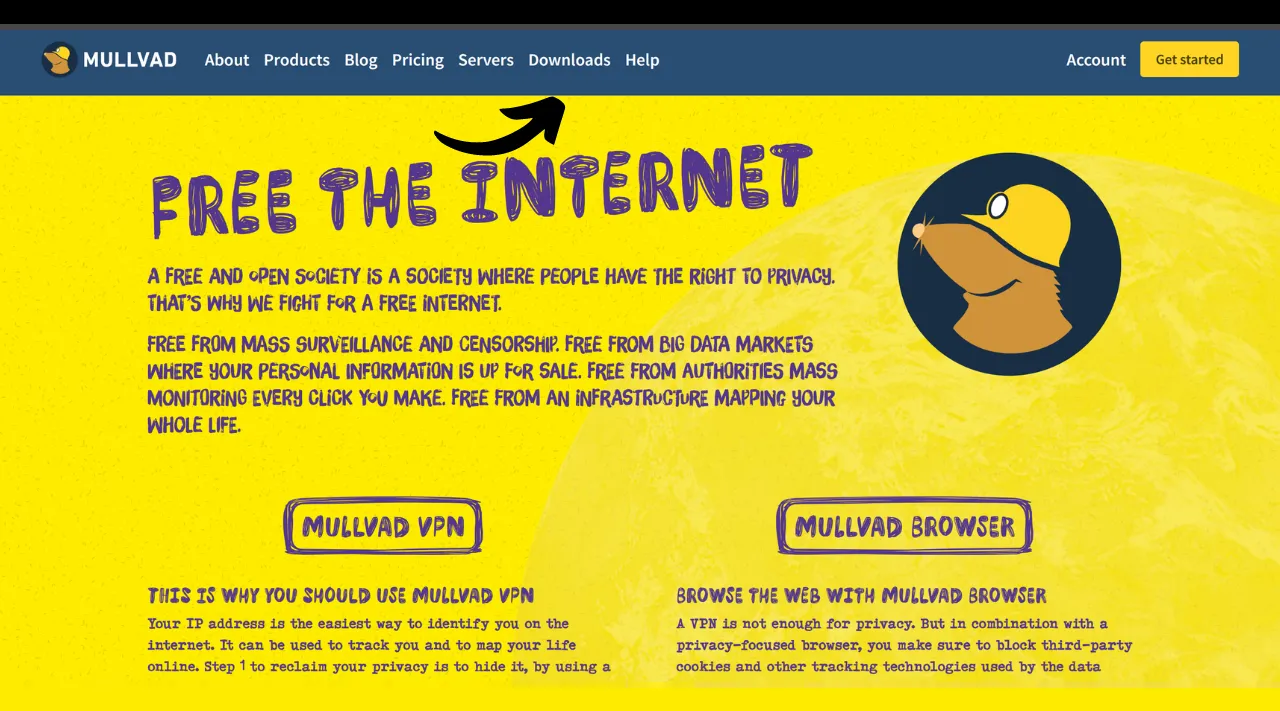 MULLVAD About Products Blog Pricing Servers Downloads Help Account Get started
FREE THE INTERNET
A FREE AND OPEN SOCIETY IS A SOCIETY WHERE PEOPLE HAVE THE RIGHT TO PRIVACY.
THAT'S WHY WE FIGHT FOR A FREE INTERNET.
FREE FROM MASS SURVEILLANCE AND CENSORSHIP. FREE FROM BIG DATA MARKETS
WHERE YOUR PERSONAL INFORMATION IS UP FOR SALE. FREE FROM AUTHORITIES MASS
MONITORING EVERY CLICK YOU MAKE. FREE FROM AN INFRASTRUCTURE MAPPING YOUR
WHOLE LIFE.
MULLVAD VPN
THIS IS WHY YOU SHOULD USE MULLVAD VPN
Your IP address is the easiest way to identify you on the
internet. It can be used to track you and to map your life
online. Step 1 to reclaim your privacy is to hide it, by using a
MULLVAD BROWSER
BROWSE THE WEB WITH MULLVAD BROWSER
A VPN is not enough for privacy. But in combination with a
privacy-focused browser, you make sure to block third-party
cookies and other tracking technologies used by the data